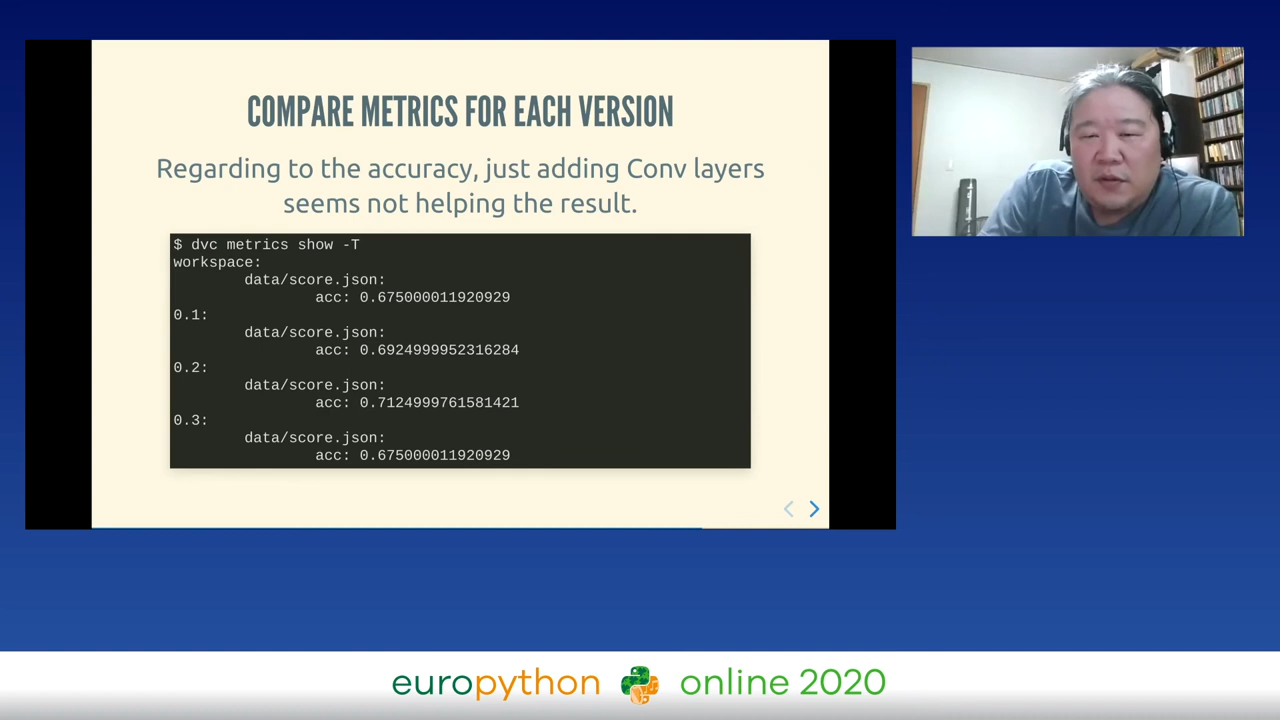 COMPARE METRICS FOR EACH VERSION
Regarding to the accuracy, just adding Conv layers
seems not helping the result.
$ dvc metrics show -T
workspace:
data/score.json:
acc: 0.675000011920929
0.1:
data/score.json:
acc: 0.6924999952316284
0.2:
data/score.json:
acc: 0.7124999761581421
0.3:
data/score.json:
acc: 0.675000011920929
europython online 2020